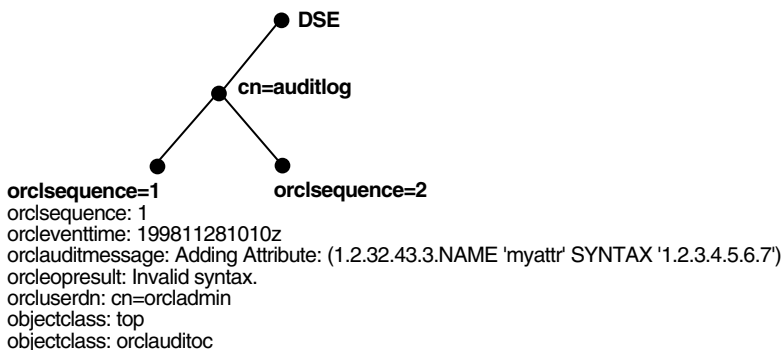 DSE
cn=auditlog
orclsequence=1
orclsequence=2
orclsequence: 1
orcleventtime: 199811281010z
orclauditmessage: Adding Attribute: (1.2.32.43.3.NAME 'myattr' SYNTAX '1.2.3.4.5.6.7')
orcleopresult: Invalid syntax.
orcluserdn: cn=orcladmin
objectclass: top
objectclass: orclauditoc